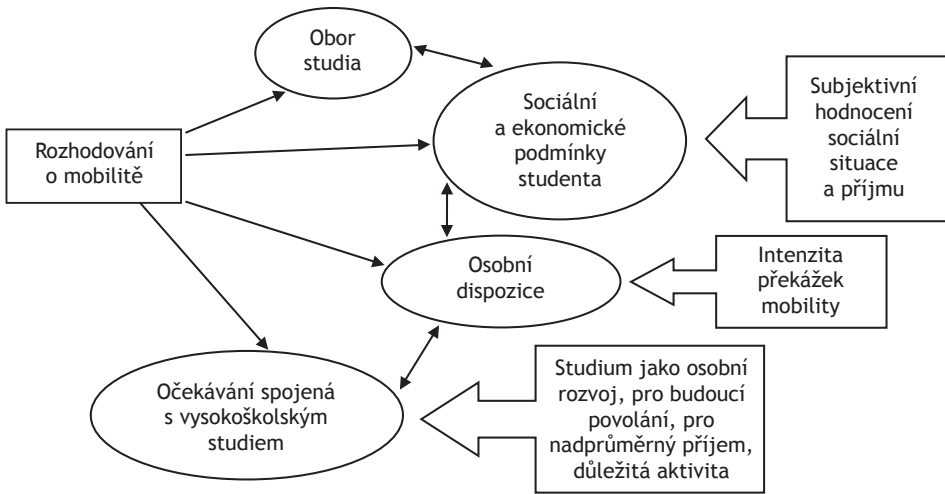 Obor
studia
Sociální
a ekonomické
podmínky
studenta
Subjektivní
hodnocení
sociální
situace
a příjmu
Rozhodování
o mobilitě
Osobní
dispozice
Intenzita
překážek
mobility
Očekávání spojená
s vysokoškolským
studiem
Studium jako osobní
rozvoj, pro budoucí
povolání, pro
nadprůměrný příjem,
důležitá aktivita